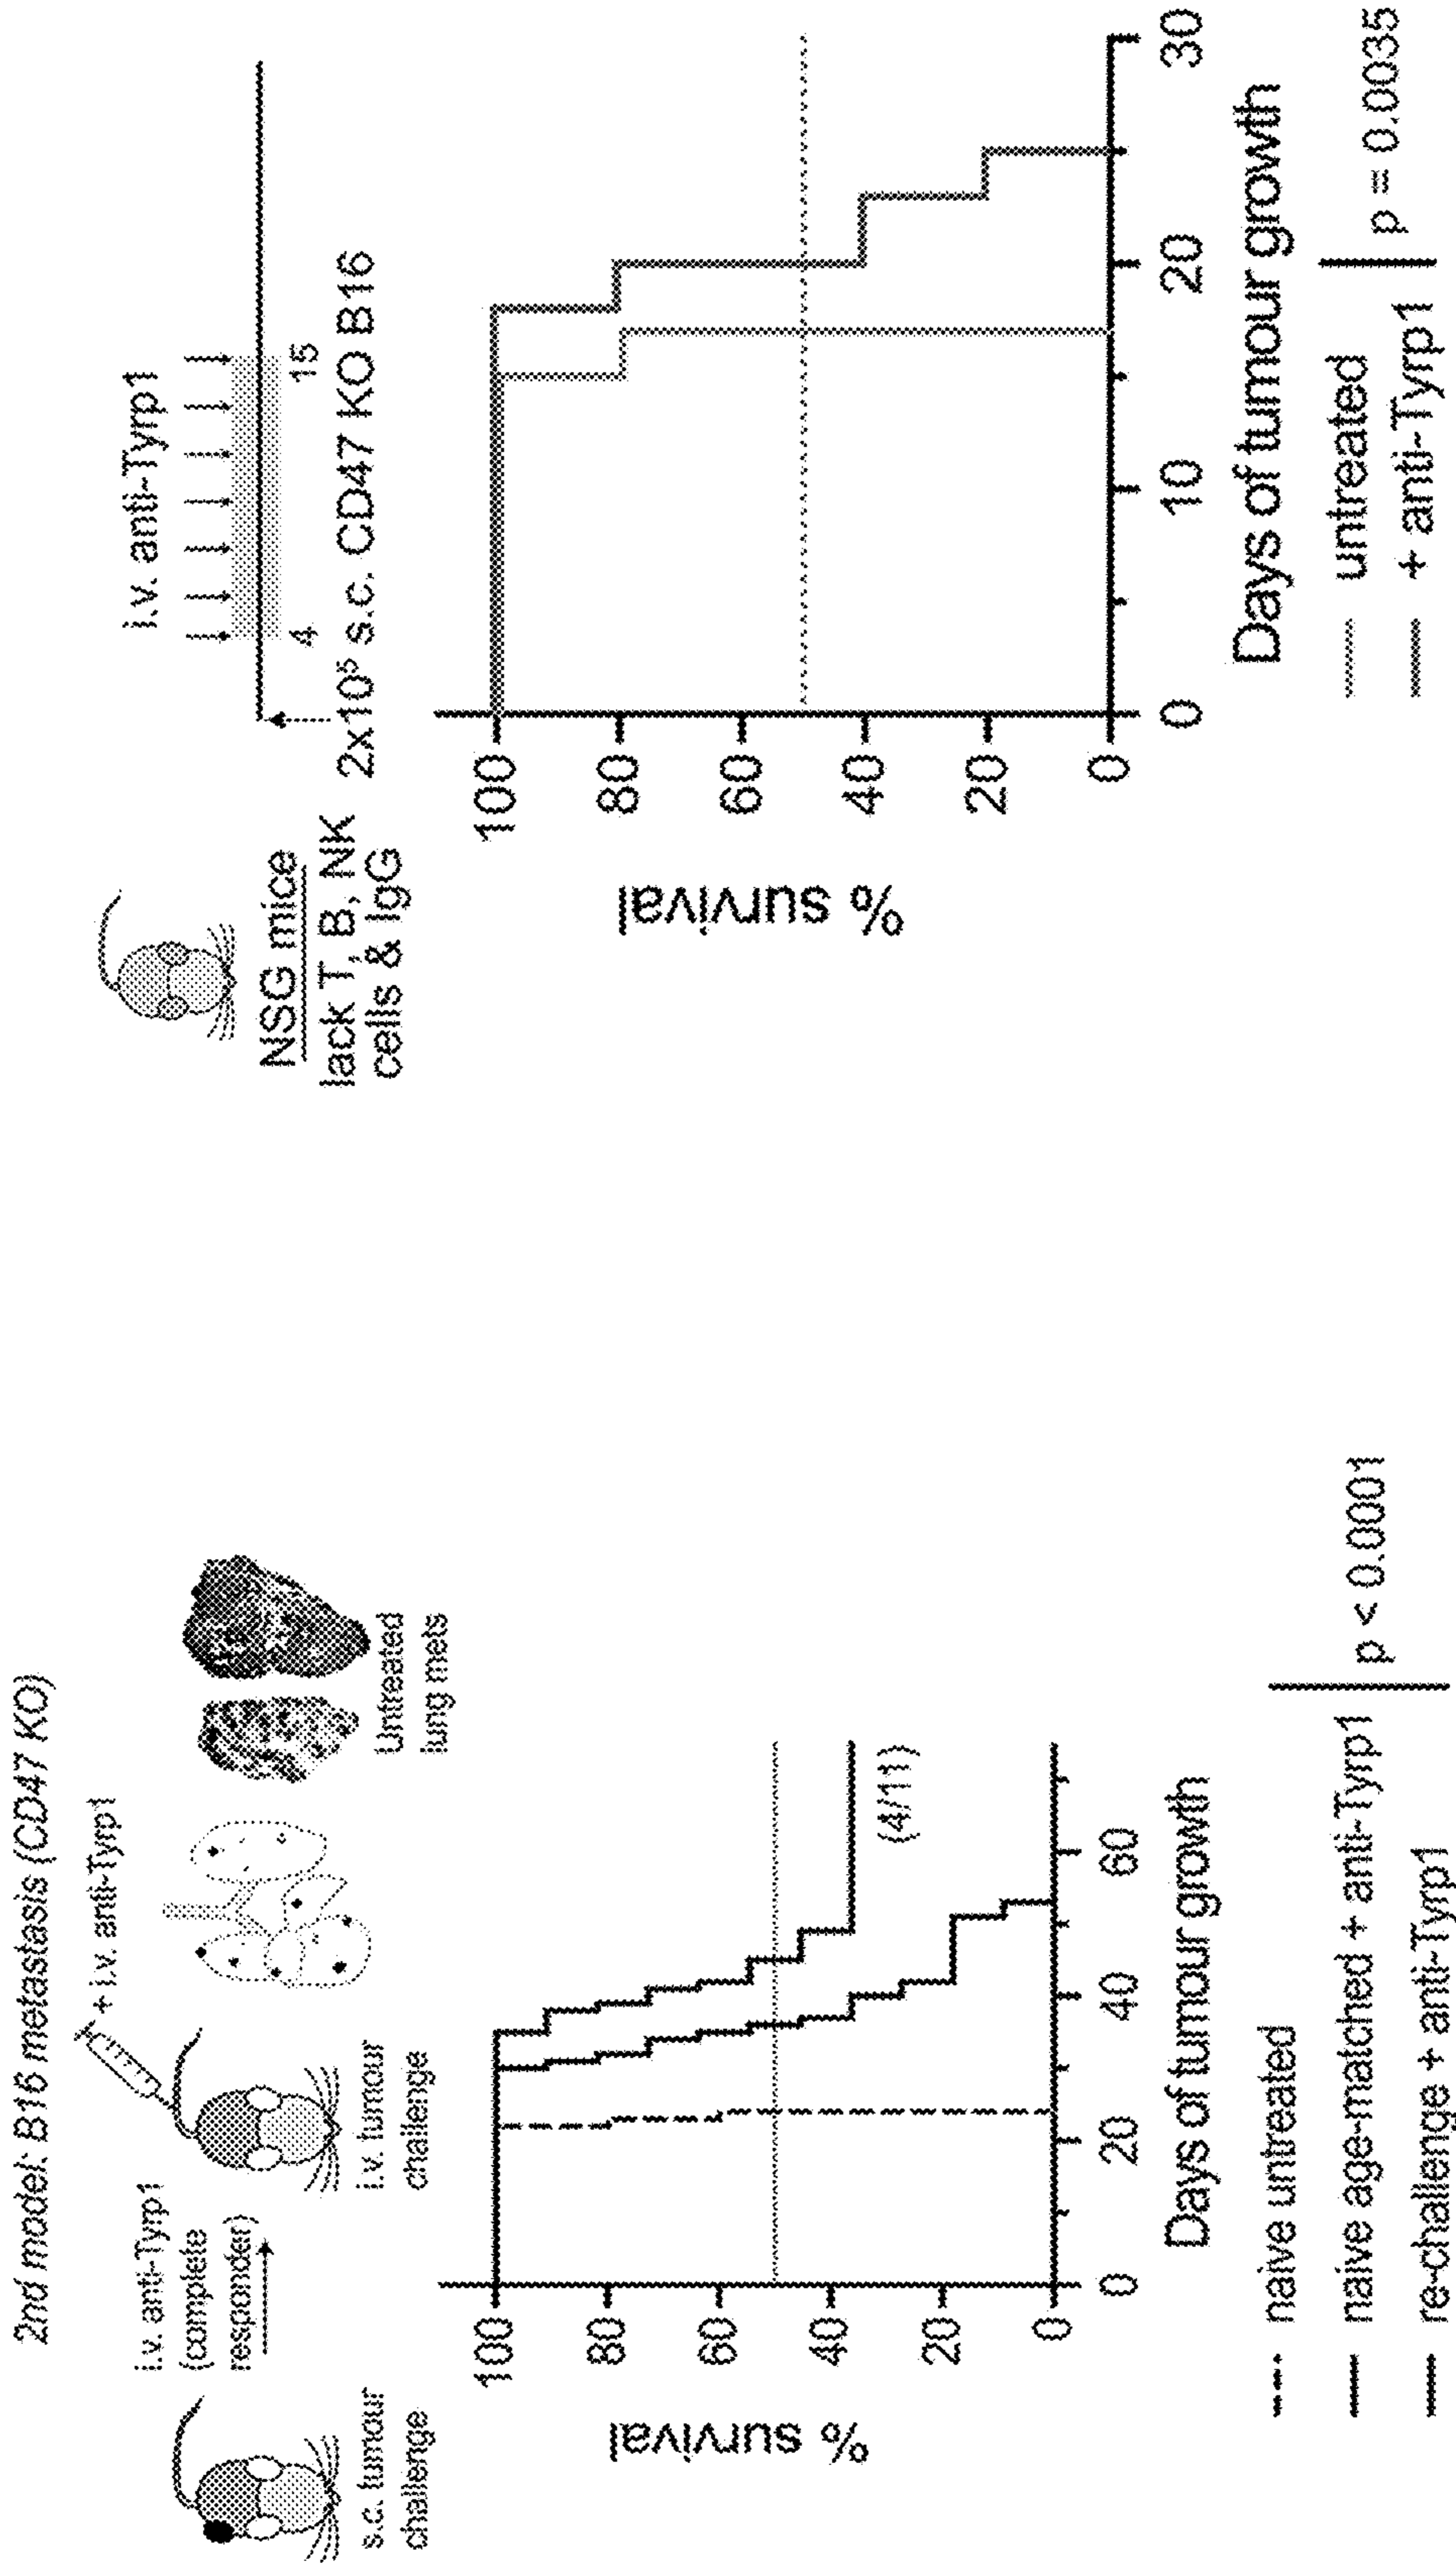 2nd model: B16 metastasis (CD47 KO)
i.v. anti-Tyrp1
(complete
responder)
+ i.v. anti-Tyrp1
s.c. tumour
challenge
i.v. tumour
challenge
Untreated
lung mets
% survival
100
80
60
40
20
0
(4/11)
0
20
40
60
Days of tumour growth
naive untreated
naive age-matched + anti-Tyrp1
re-challenge + anti-Tyrp1
p < 0.0001
NSG mice
lack T, B, NK
cells & IgG
i.v. anti-Tyrp1
4
15
2x10⁵ s.c. CD47 KO B16
% survival
100
80
60
40
20
0
0
10
20
30
Days of tumour growth
untreated
+ anti-Tyrp1
p = 0.0035